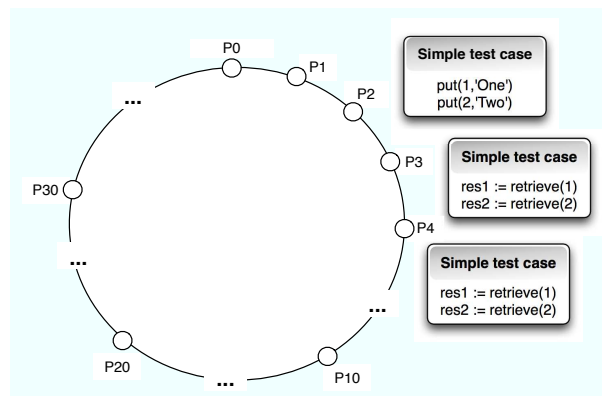 P0
P1
P2
P3
P4
P10
P20
P30
...
...
...
...
Simple test case
put(1,'One')
put(2,'Two')
Simple test case
res1 := retrieve(1)
res2 := retrieve(2)
Simple test case
res1 := retrieve(1)
res2 := retrieve(2)